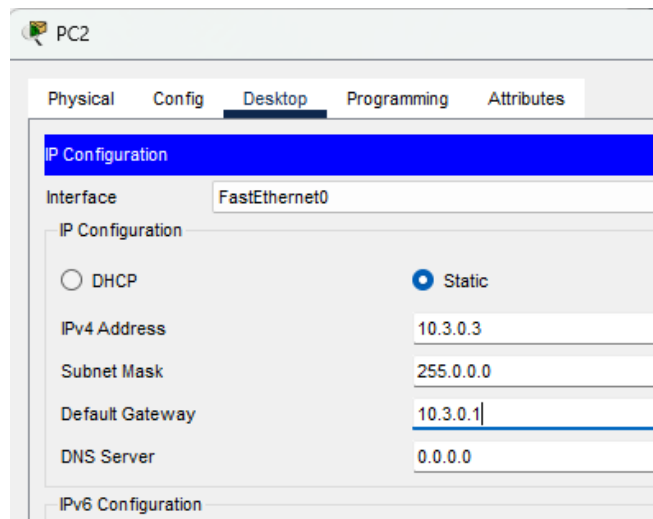 PC2
Physical Config Desktop Programming Attributes
IP Configuration
Interface FastEthernet0
IP Configuration
DHCP Static
IPv4 Address 10.3.0.3
Subnet Mask 255.0.0.0
Default Gateway 10.3.0.1
DNS Server 0.0.0.0
IPv6 Configuration